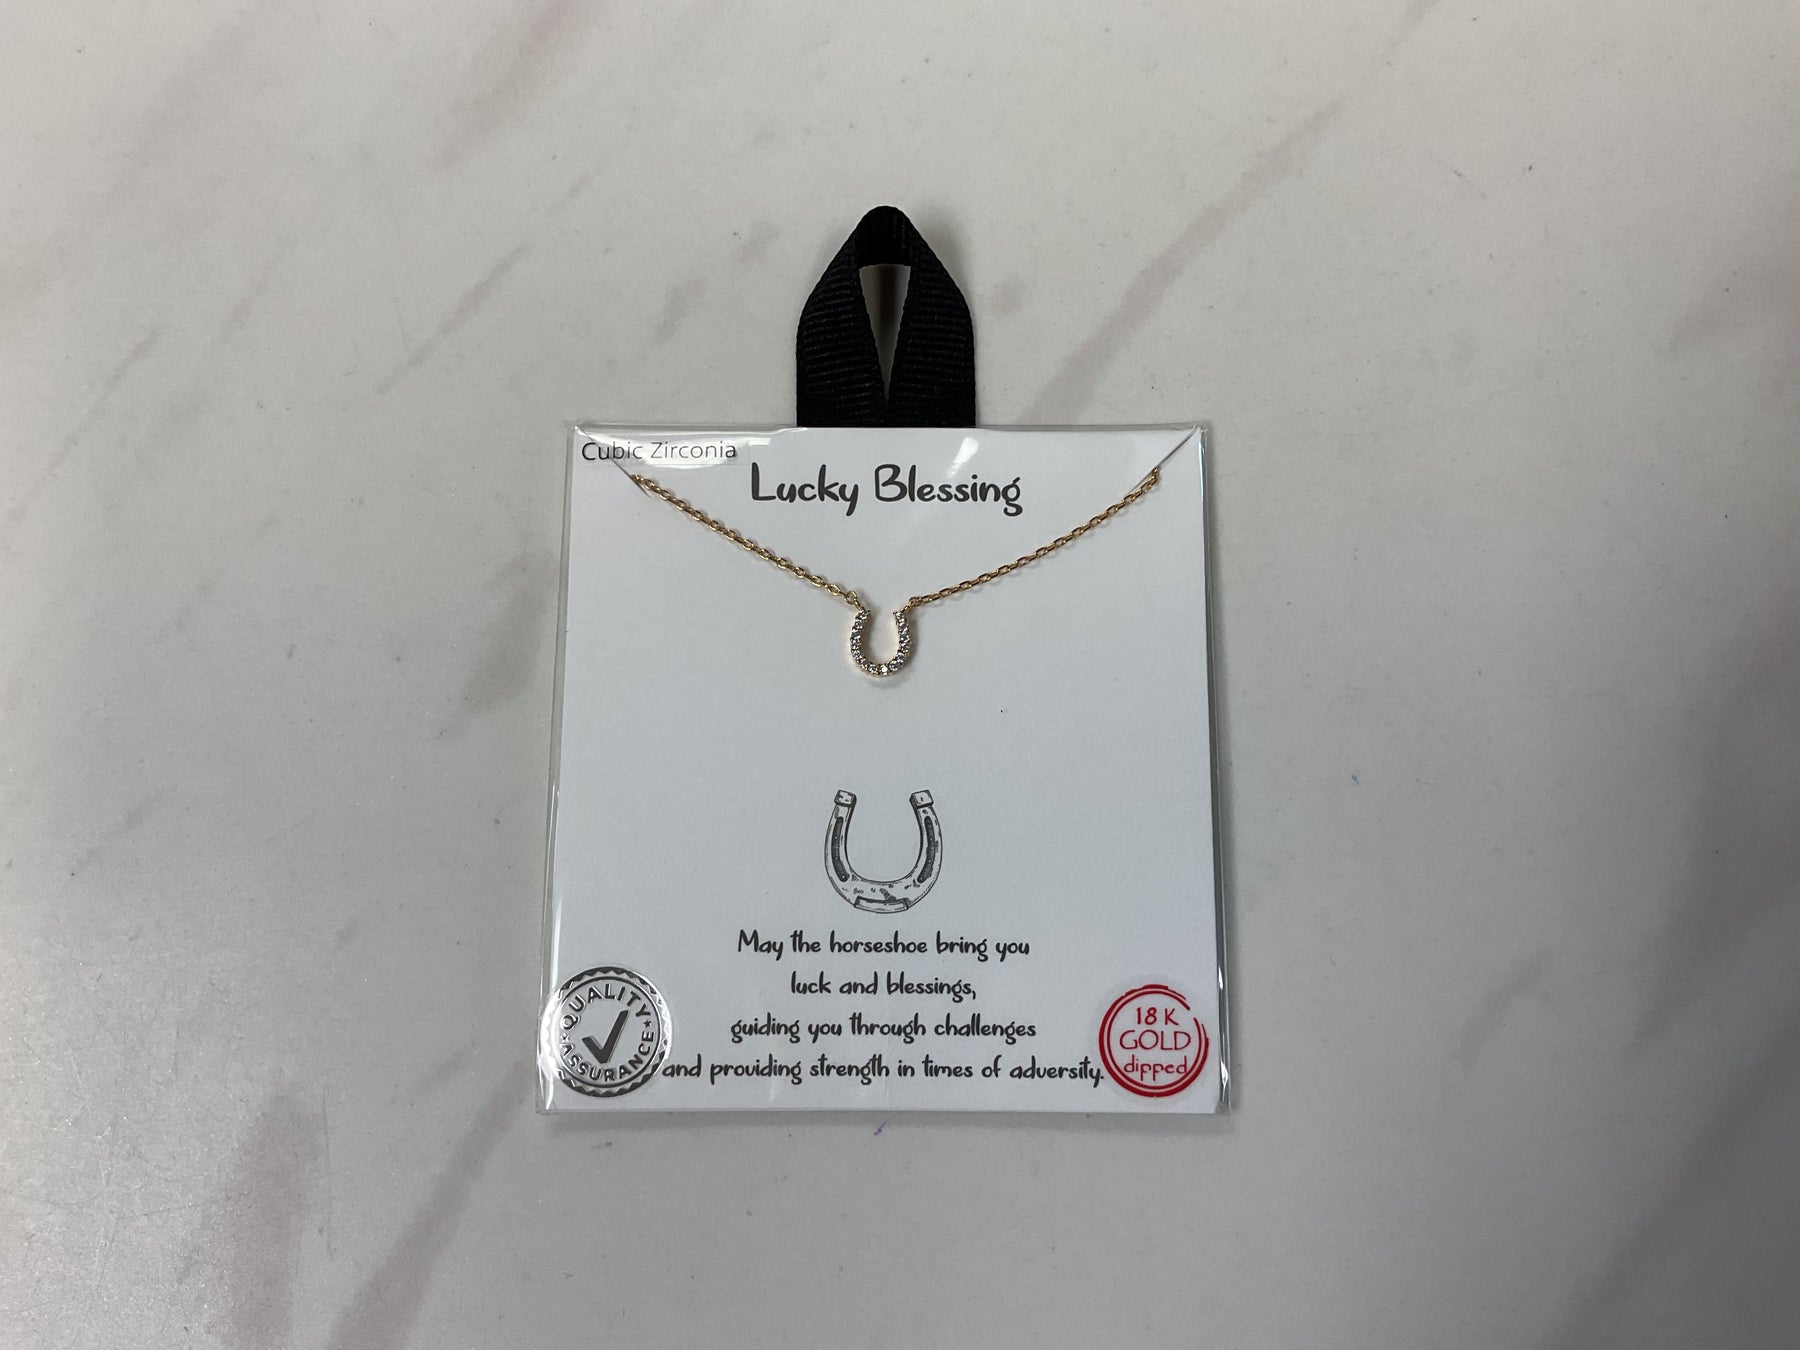 Cubic Zirconia
Lucky Blessing
May the horseshoe bring you
luck and blessings,
guiding you through challenges
and providing strength in times of adversity.
QUALITY
ASSURANCE
18 K
GOLD
dipped